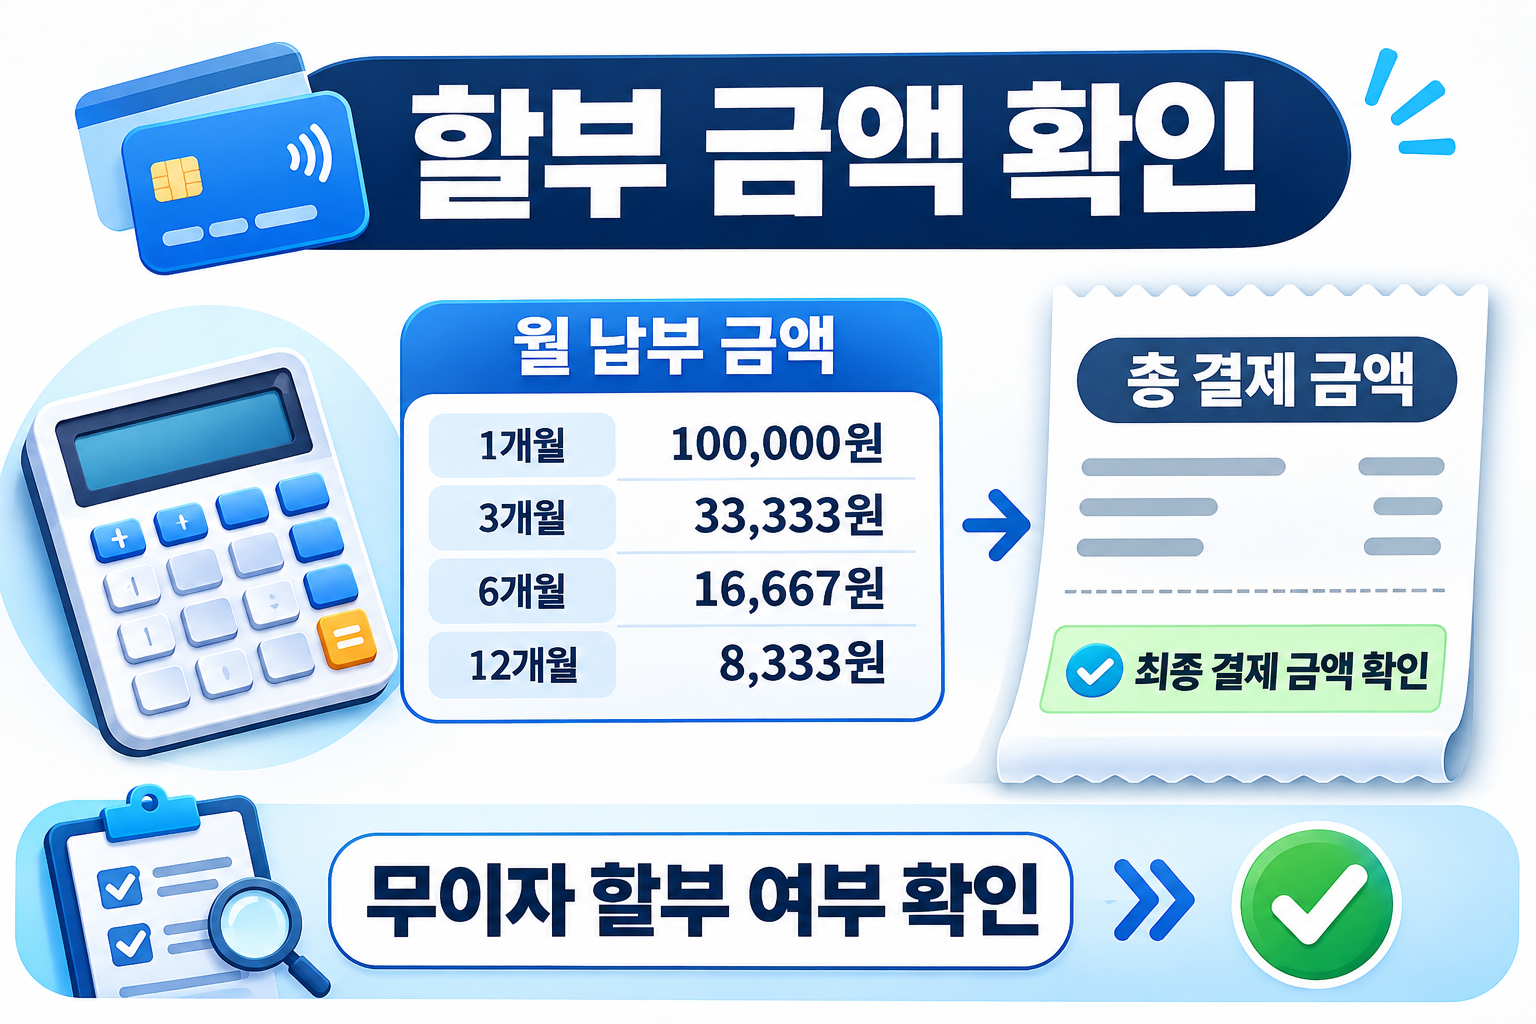 할부 금액 확인
월 납부 금액
1개월 100,000원
3개월 33,333원
6개월 16,667원
12개월 8,333원
총 결제 금액
최종 결제 금액 확인
무이자 할부 여부 확인